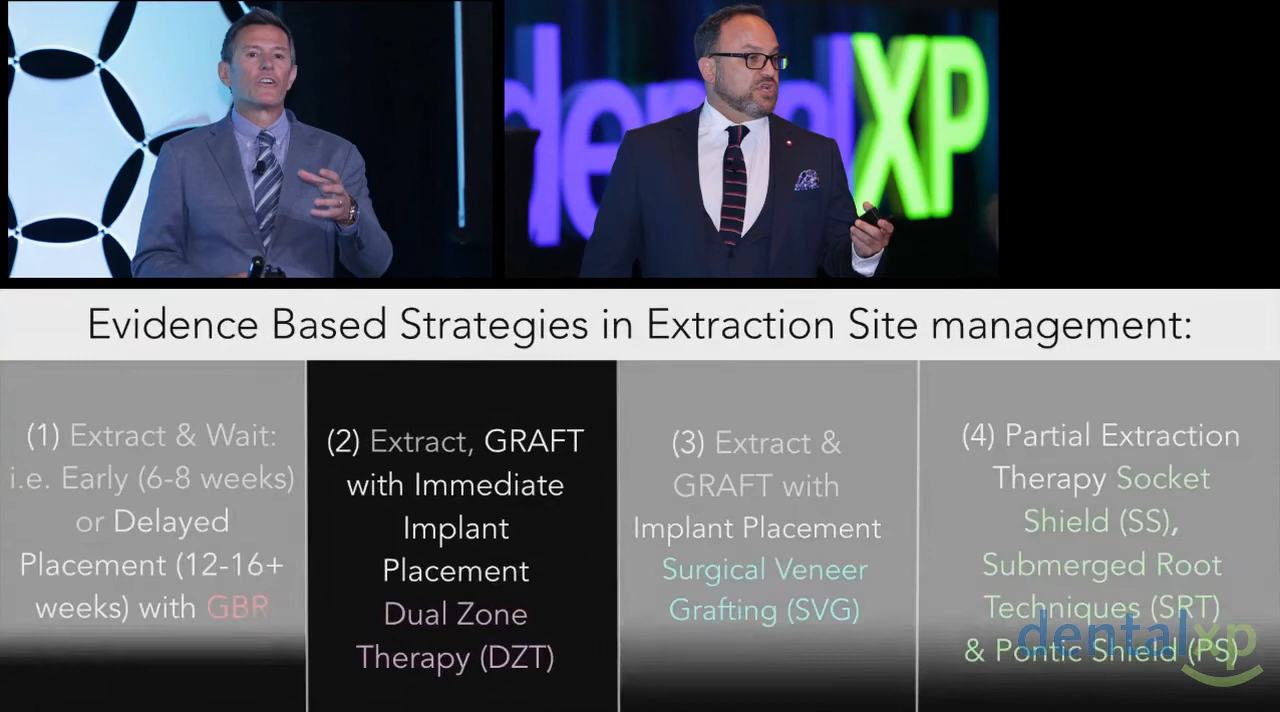 dentalXP
Evidence Based Strategies in Extraction Site management:
(1) Extract & Wait:
i.e. Early (6-8 weeks)
or Delayed
Placement (12-16+
weeks) with GBR
(2) Extract, GRAFT
with Immediate
Implant
Placement
Dual Zone
Therapy (DZT)
(3) Extract &
GRAFT with
Implant Placement
Surgical Veneer
Grafting (SVG)
(4) Partial Extraction
Therapy Socket
Shield (SS),
Submerged Root
Techniques (SRT)
& Pontic Shield (PS)
dentalxp